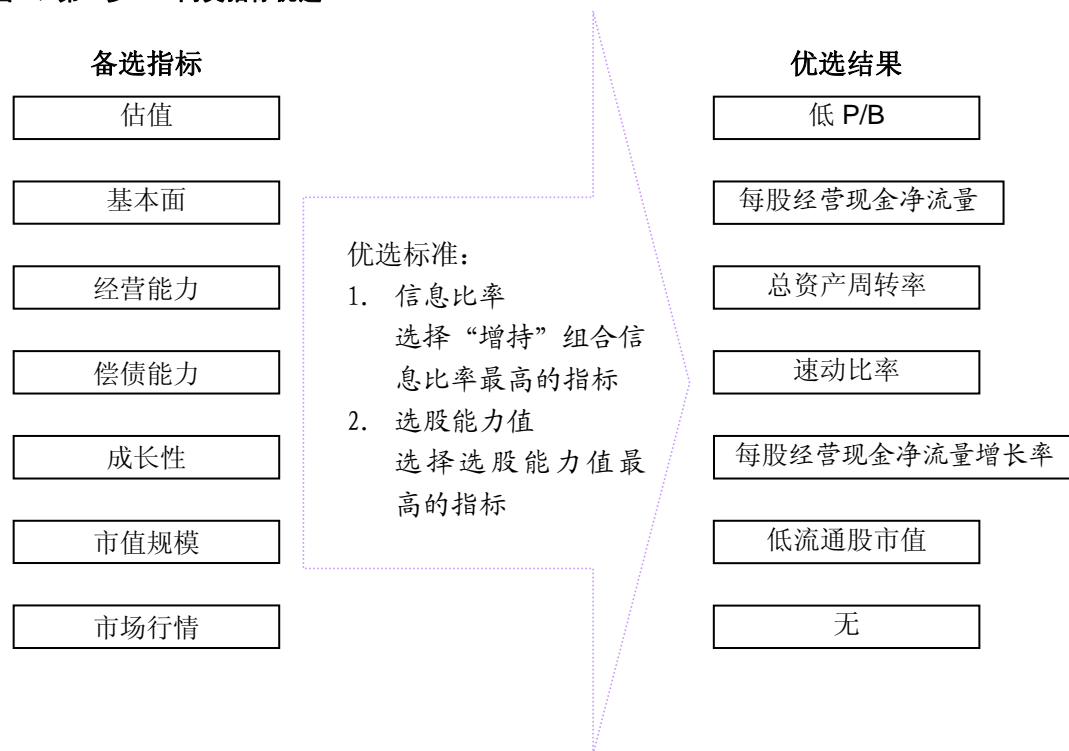 备选指标
优选结果
估值
低 P/B
基本面
每股经营现金净流量
经营能力
总资产周转率
偿债能力
速动比率
成长性
每股经营现金净流量增长率
市值规模
低流通股市值
市场行情
无
优选标准：
1. 信息比率
选择“增持”组合信
息比率最高的指标
2. 选股能力值
选择选股能力值最
高的指标